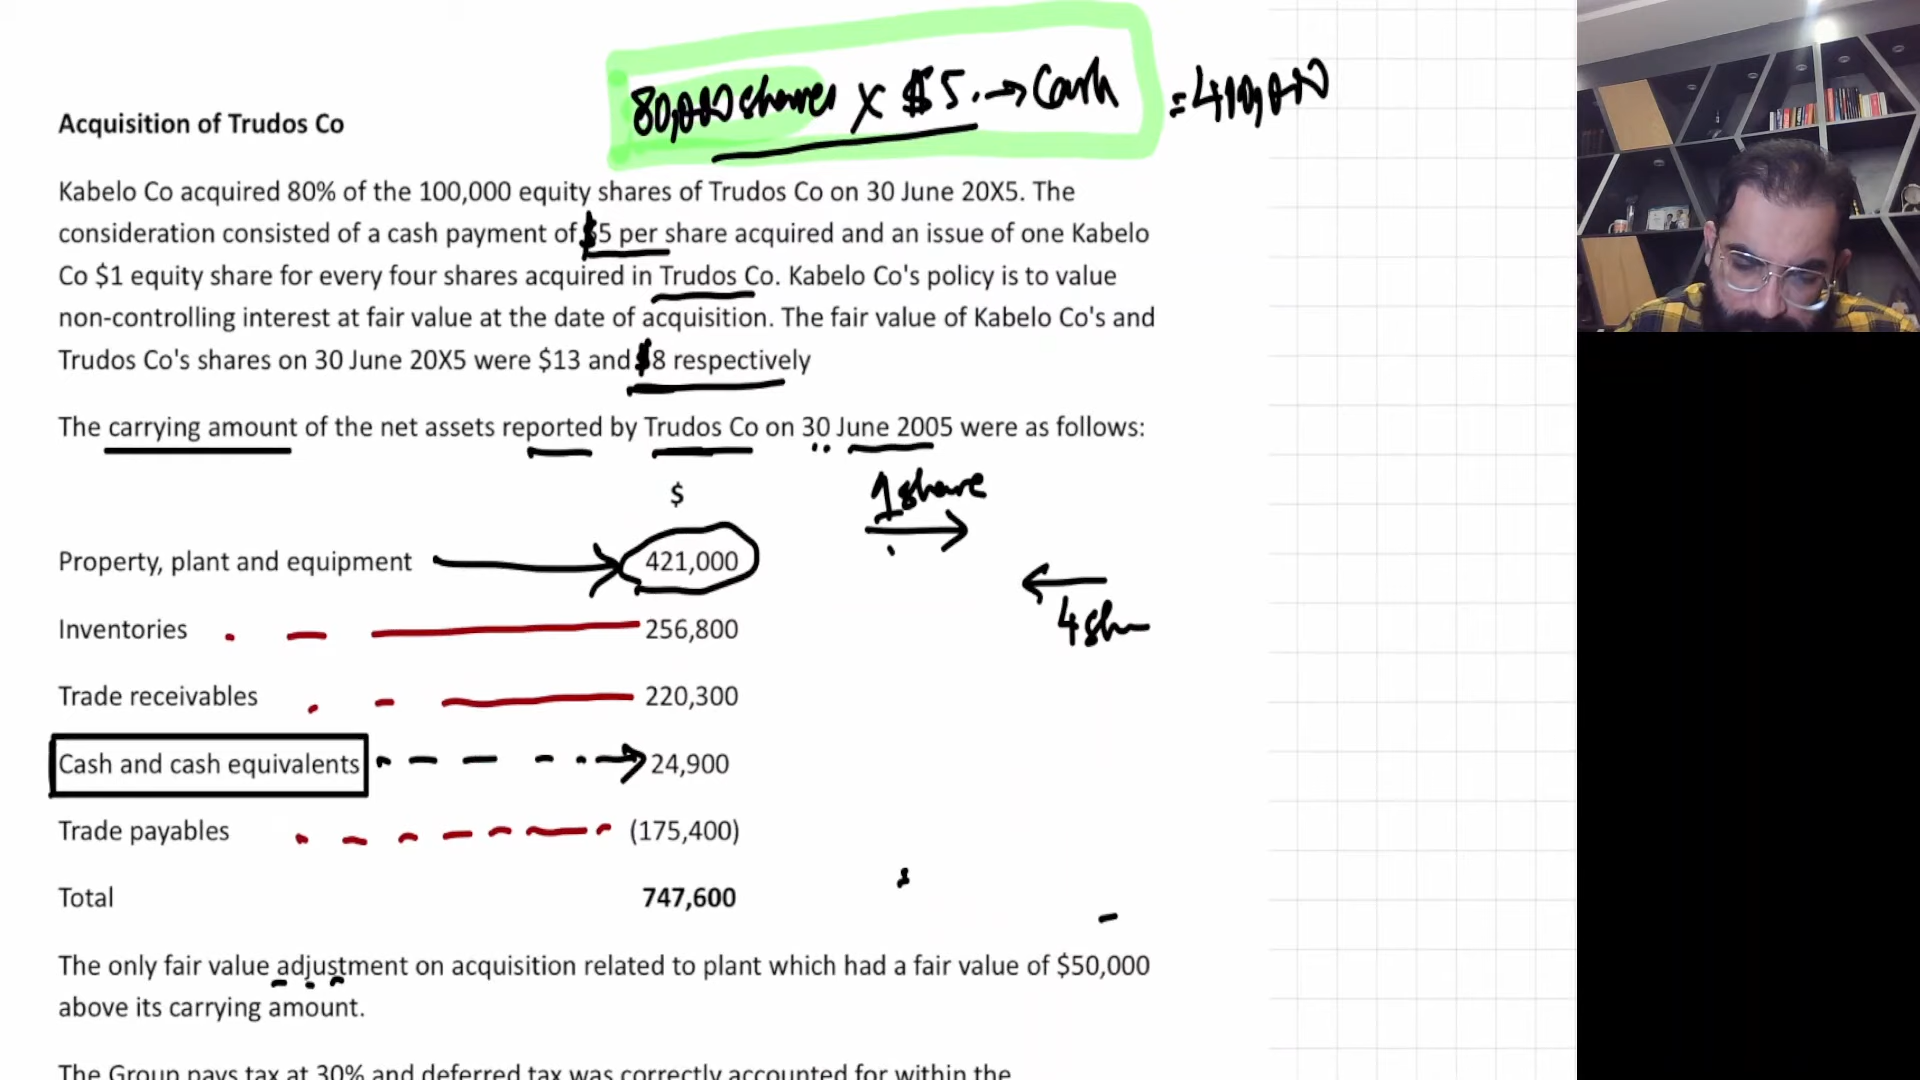 80,000 shares x $5. → Cash = 400,000
Acquisition of Trudos Co
Kabelo Co acquired 80% of the 100,000 equity shares of Trudos Co on 30 June 20X5. The
consideration consisted of a cash payment of $5 per share acquired and an issue of one Kabelo
Co $1 equity share for every four shares acquired in Trudos Co. Kabelo Co's policy is to value
non-controlling interest at fair value at the date of acquisition. The fair value of Kabelo Co's and
Trudos Co's shares on 30 June 20X5 were $13 and $8 respectively
The carrying amount of the net assets reported by Trudos Co on 30 June 2005 were as follows:
1 share
$
Property, plant and equipment 421,000
4 sh
Inventories 256,800
Trade receivables 220,300
Cash and cash equivalents 24,900
Trade payables (175,400)
Total 747,600
The only fair value adjustment on acquisition related to plant which had a fair value of $50,000
above its carrying amount.
The Group pays tax at 30% and deferred tax was correctly accounted for within the